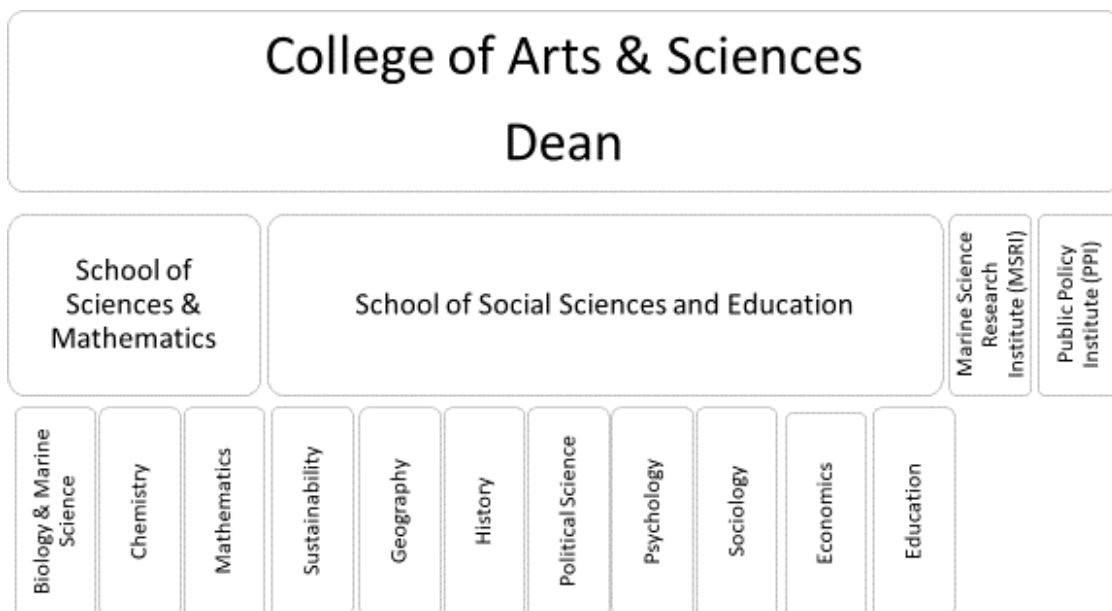 College of Arts & Sciences
Dean
School of
Sciences &
Mathematics
School of Social Sciences and Education
Marine Science
Research
Institute (MSRI)
Public Policy
Institute (PPI)
Biology & Marine
Science
Chemistry
Mathematics
Sustainability
Geography
History
Political Science
Psychology
Sociology
Economics
Education